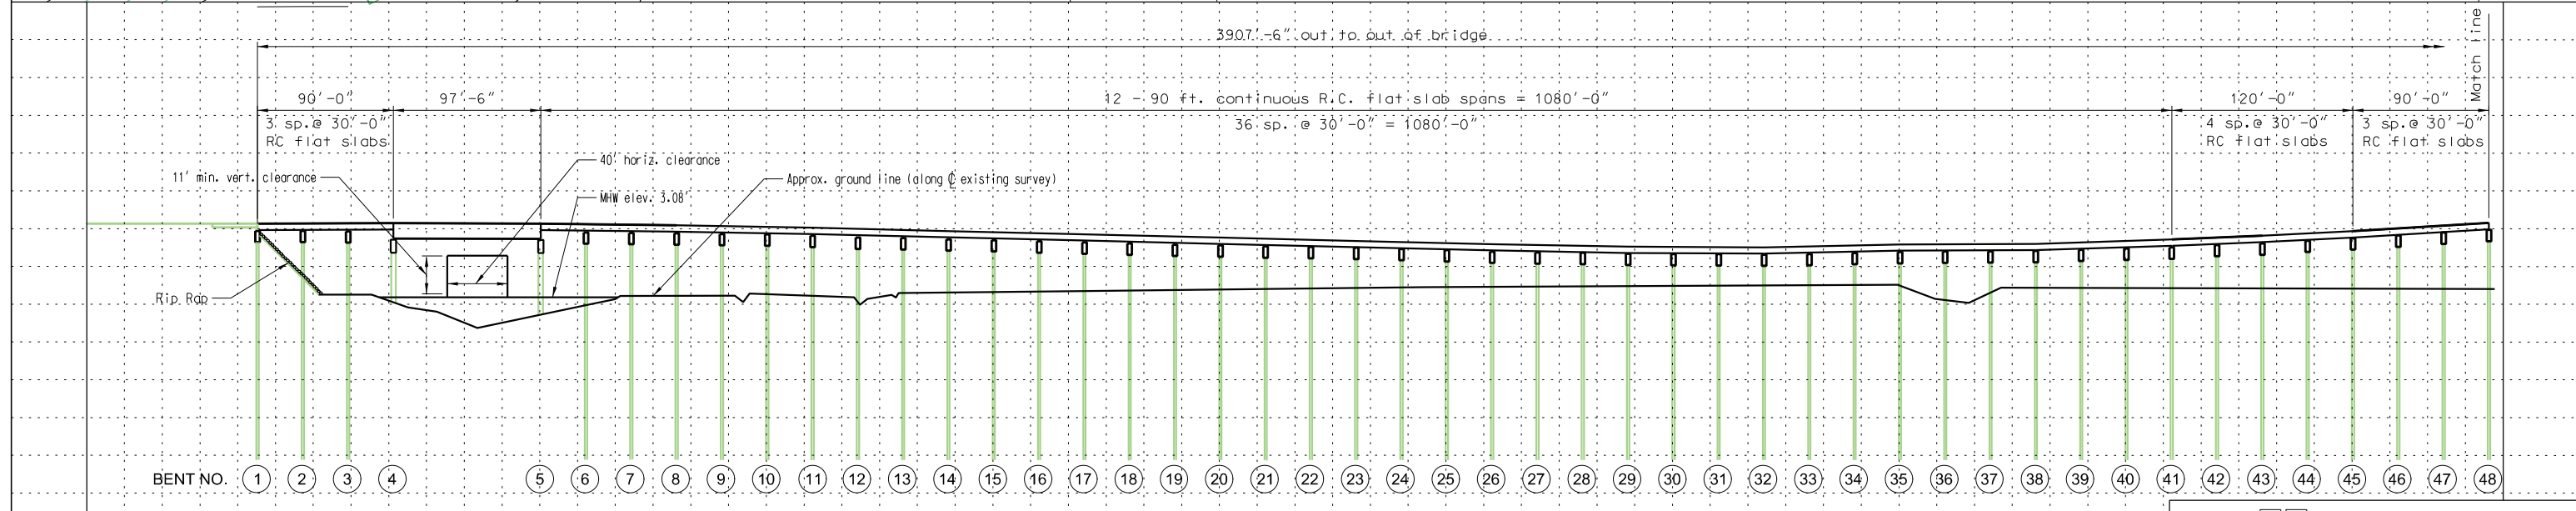 3907'-6" out to out of bridge
Match line
90'-0"
97'-6"
12 - 90 ft. continuous R.C. flat slab spans = 1080'-0"
120'-0"
90'-0"
3 sp.@ 30'-0"
RC flat slabs
36 sp. @ 30'-0" = 1080'-0"
4 sp.@ 30'-0"
RC flat slabs
3 sp.@ 30'-0"
RC flat slabs
40' horiz. clearance
11' min. vert. clearance
Approx. ground line (along ℄ existing survey)
MHW elev. 3.08'
Rip Rap
BENT NO. 1 2 3 4 5 6 7 8 9 10 11 12 13 14 15 16 17 18 19 20 21 22 23 24 25 26 27 28 29 30 31 32 33 34 35 36 37 38 39 40 41 42 43 44 45 46 47 48